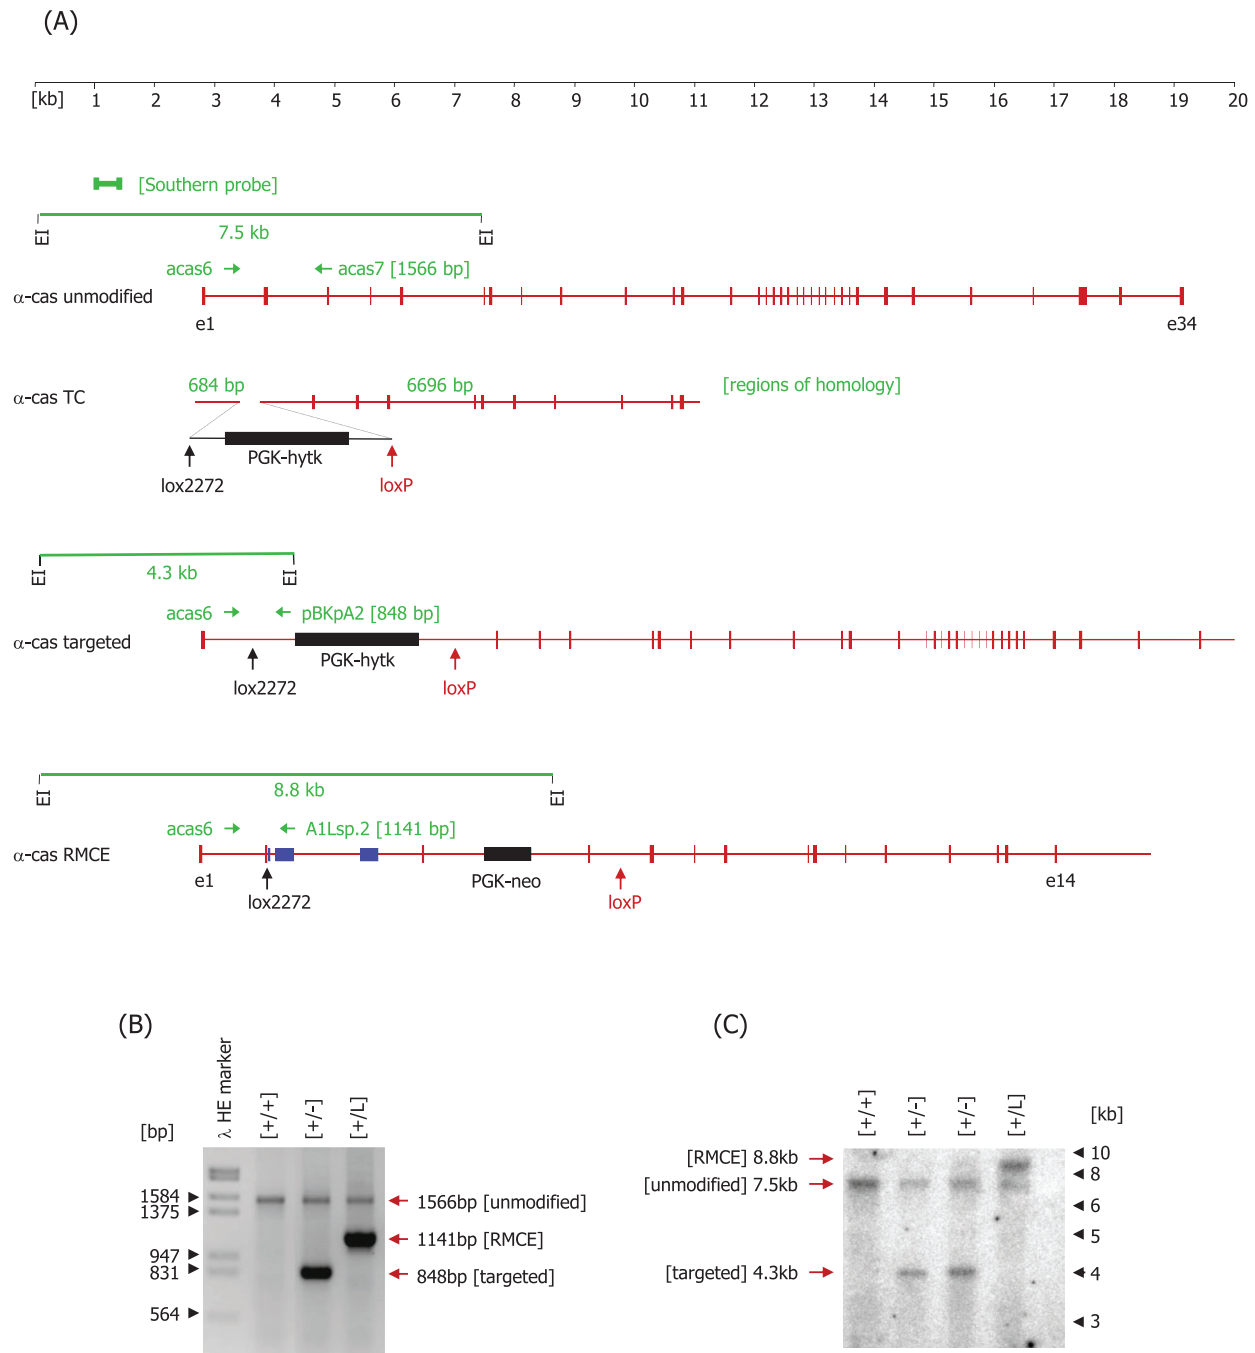 (A)
[kb] 1 2 3 4 5 6 7 8 9 10 11 12 13 14 15 16 17 18 19 20
[Southern probe]
EI 7.5 kb EI
acas6 acas7 [1566 bp]
α-cas unmodified
e1 e34
684 bp 6696 bp [regions of homology]
α-cas TC
PGK-hytk
lox2272 loxP
EI 4.3 kb EI
acas6 pBKpA2 [848 bp]
α-cas targeted
PGK-hytk
lox2272 loxP
EI 8.8 kb EI
acas6 A1Lsp.2 [1141 bp]
α-cas RMCE
e1 PGK-neo e14
lox2272 loxP
(B)
[bp] λ HE marker [+/+] [+/-] [+/L]
1584
1375
947
831
564
1566bp [unmodified]
1141bp [RMCE]
848bp [targeted]
(C)
[+/+] [+/-] [+/-] [+/L] [kb]
[RMCE] 8.8kb
[unmodified] 7.5kb
[targeted] 4.3kb
10
8
6
5
4
3